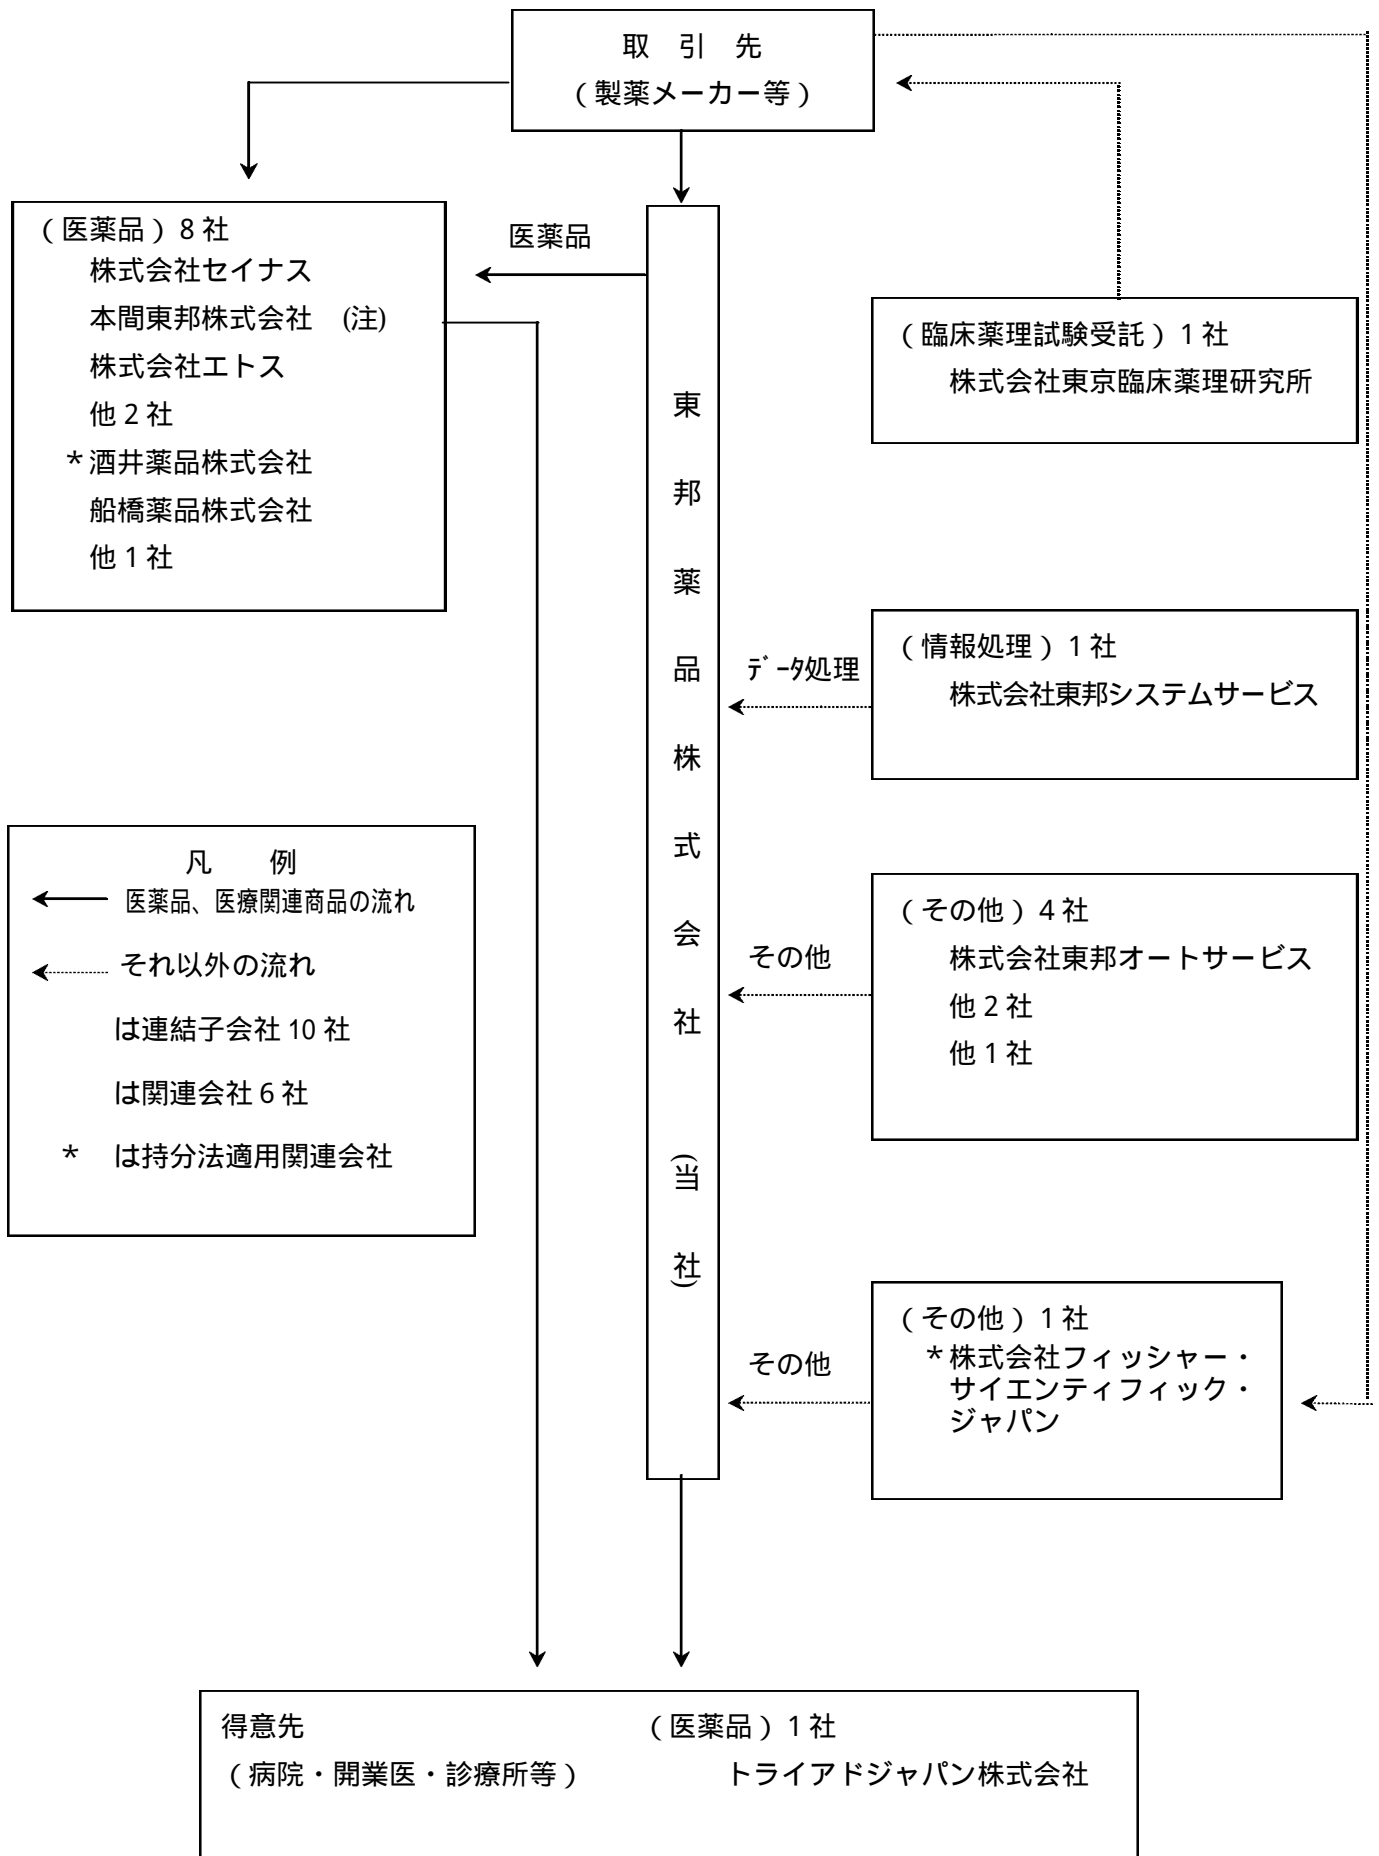 取 引 先
（製薬メーカー等）
（医薬品）8社
株式会社セイナス
本間東邦株式会社 (注)
株式会社エトス
他2社
*酒井薬品株式会社
船橋薬品株式会社
他1社
医薬品
東邦薬品株式会社 (当社)
（臨床薬理試験受託）1社
株式会社東京臨床薬理研究所
データ処理
（情報処理）1社
株式会社東邦システムサービス
凡 例
医薬品、医療関連商品の流れ
それ以外の流れ
は連結子会社10社
は関連会社6社
* は持分法適用関連会社
その他
（その他）4社
株式会社東邦オートサービス
他2社
他1社
その他
（その他）1社
*株式会社フィッシャー・
サイエンティフィック・
ジャパン
得意先
（病院・開業医・診療所等）
（医薬品）1社
トライアドジャパン株式会社